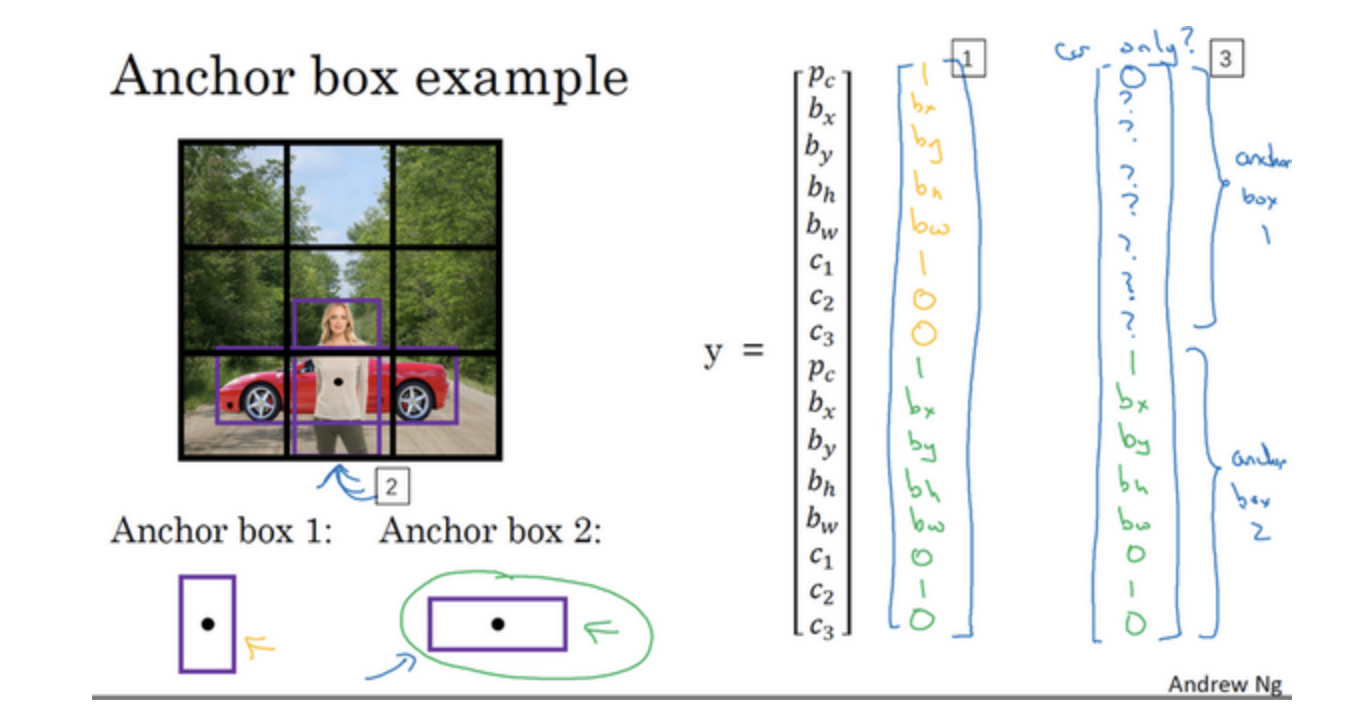 Anchor box example
Anchor box 1:
Anchor box 2:
2
y =
p_c
b_x
b_y
b_h
b_w
c_1
c_2
c_3
p_c
b_x
b_y
b_h
b_w
c_1
c_2
c_3
1
1
bx
by
bh
bw
1
0
0
1
bx
by
bh
bw
0
1
0
car only?
3
0
?
?
?
?
?
?
?
1
bx
by
bh
bw
0
1
0
anchor
box
1
anchor
box
2
Andrew Ng